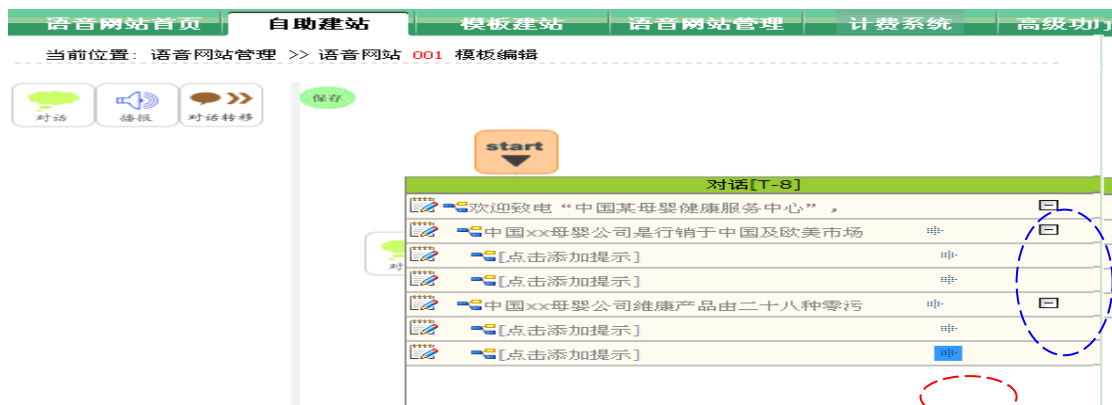 语音网站首页 自助建站 模板建站 语音网站管理 计费系统 高级功
当前位置: 语音网站管理 >> 语音网站 001 模板编辑
对话 播报 对话转移 保存
start
对话[T-8]
欢迎致电“中国某母婴健康服务中心”,
中国xx母婴公司是行销于中国及欧美市场
[点击添加提示]
对
[点击添加提示]
中国xx母婴公司维康产品由二十八种零污
[点击添加提示]
[点击添加提示]